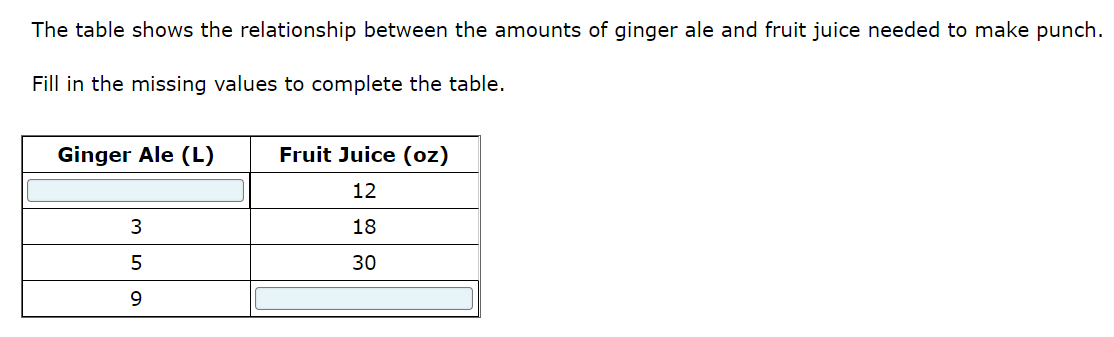 The table shows the relationship between the amounts of ginger ale and fruit juice needed to make punch.
Fill in the missing values to complete the table.
Ginger Ale (L) Fruit Juice (oz)
12
3 18
5 30
9